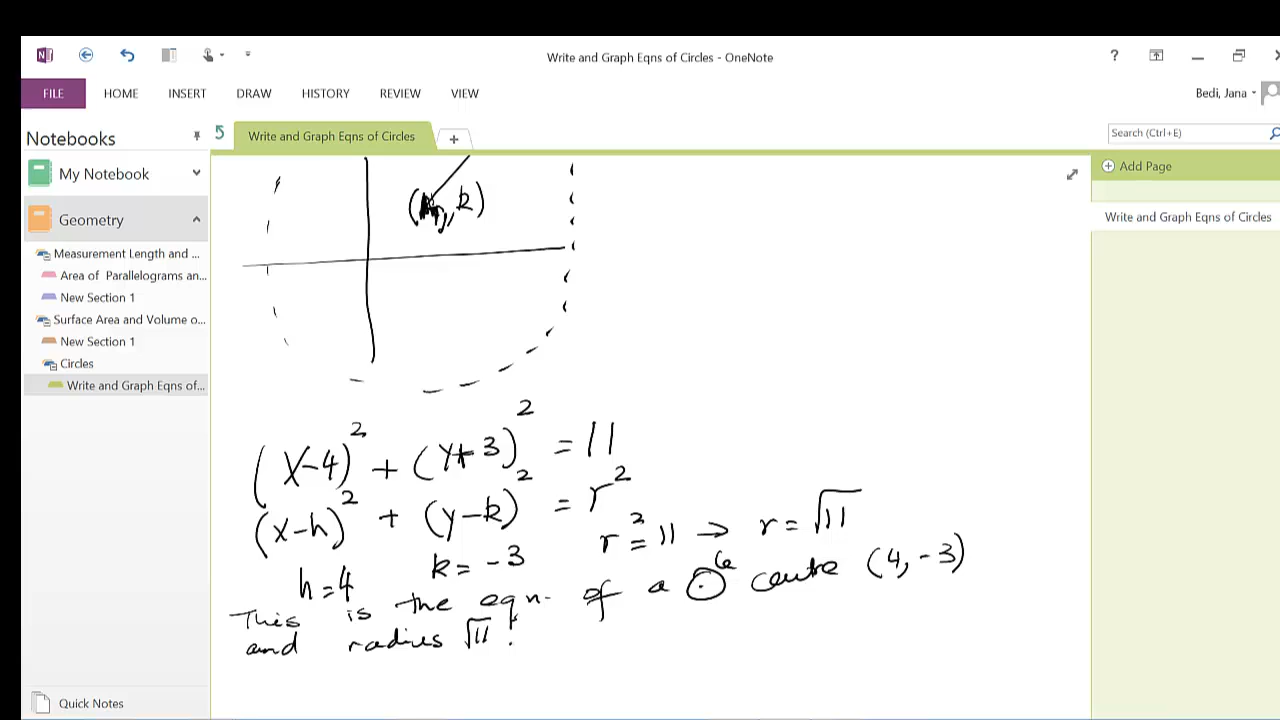 Write and Graph Eqns of Circles - OneNote
?
FILE HOME INSERT DRAW HISTORY REVIEW VIEW
Bedi, Jana
Notebooks
Write and Graph Eqns of Circles
+
Search (Ctrl+E)
My Notebook
Geometry
Measurement Length and ...
Area of Parallelograms an...
New Section 1
Surface Area and Volume o...
New Section 1
Circles
Write and Graph Eqns of...
Quick Notes
Add Page
Write and Graph Eqns of Circles
(h, k)
(x-4)² + (y+3)² = 11
(x-h)² + (y-k)² = r²
r² = 11 → r = √11
h = 4 k = -3
This is the eqn. of a ⊙ centre (4, -3)
and radius √11!